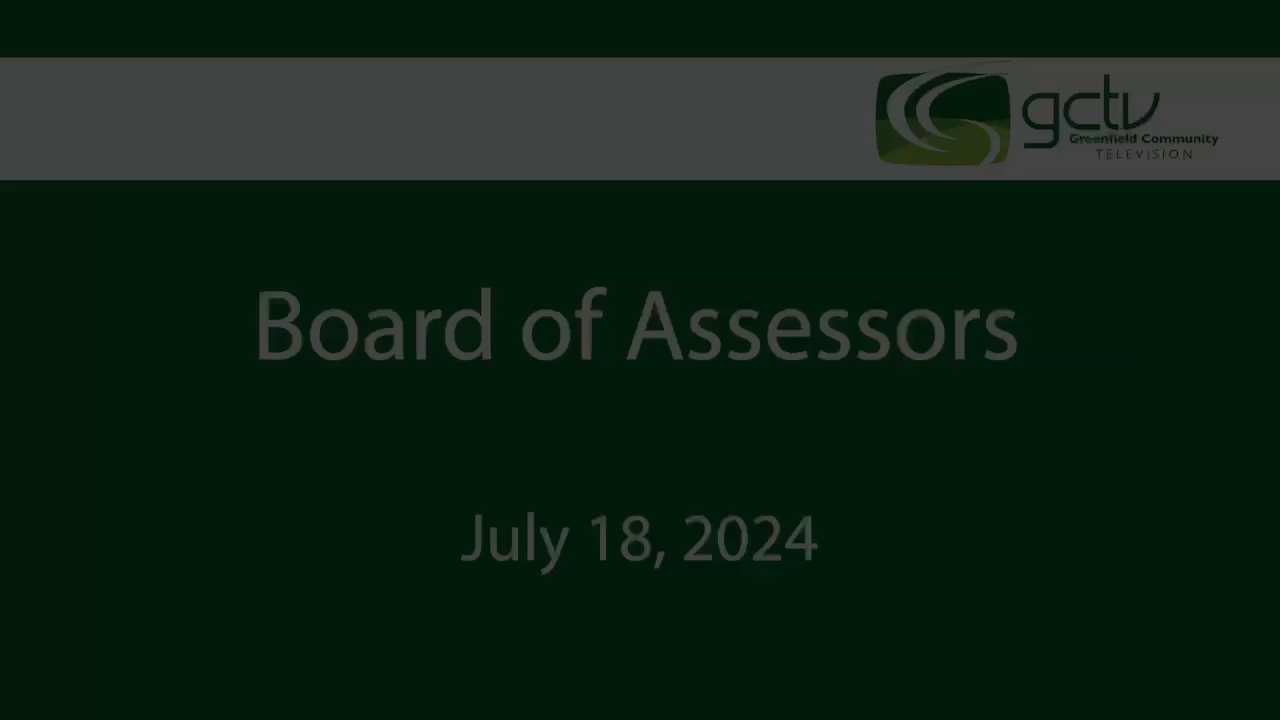 gctv
Greenfield Community
TELEVISION
Board of Assessors
July 18, 2024